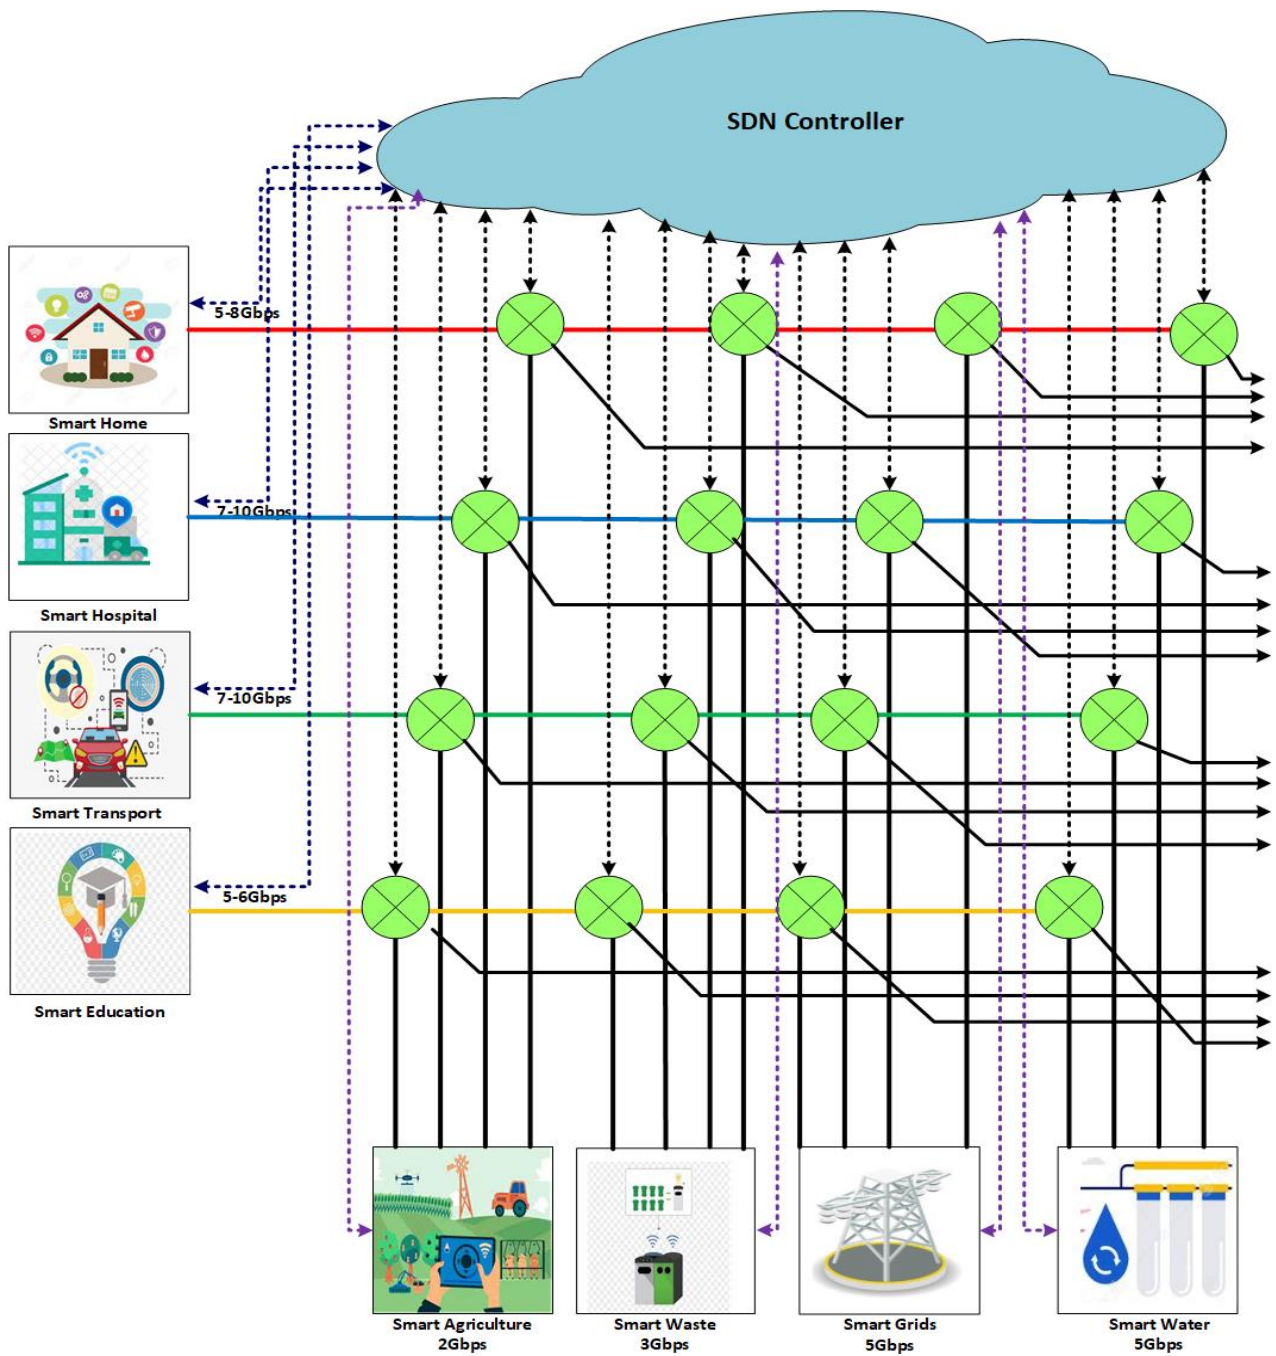 SDN Controller
5-8Gbps
Smart Home
7-10Gbps
Smart Hospital
7-10Gbps
Smart Transport
5-6Gbps
Smart Education
Smart Agriculture
2Gbps
Smart Waste
3Gbps
Smart Grids
5Gbps
Smart Water
5Gbps